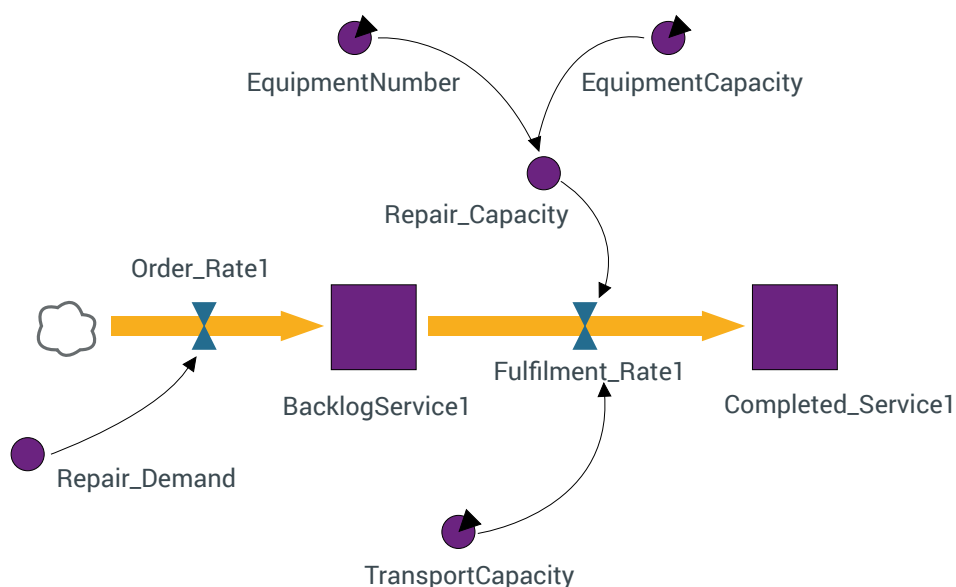 EquipmentNumber
EquipmentCapacity
Repair_Capacity
Order_Rate1
Fulfilment_Rate1
BacklogService1
Completed_Service1
Repair_Demand
TransportCapacity